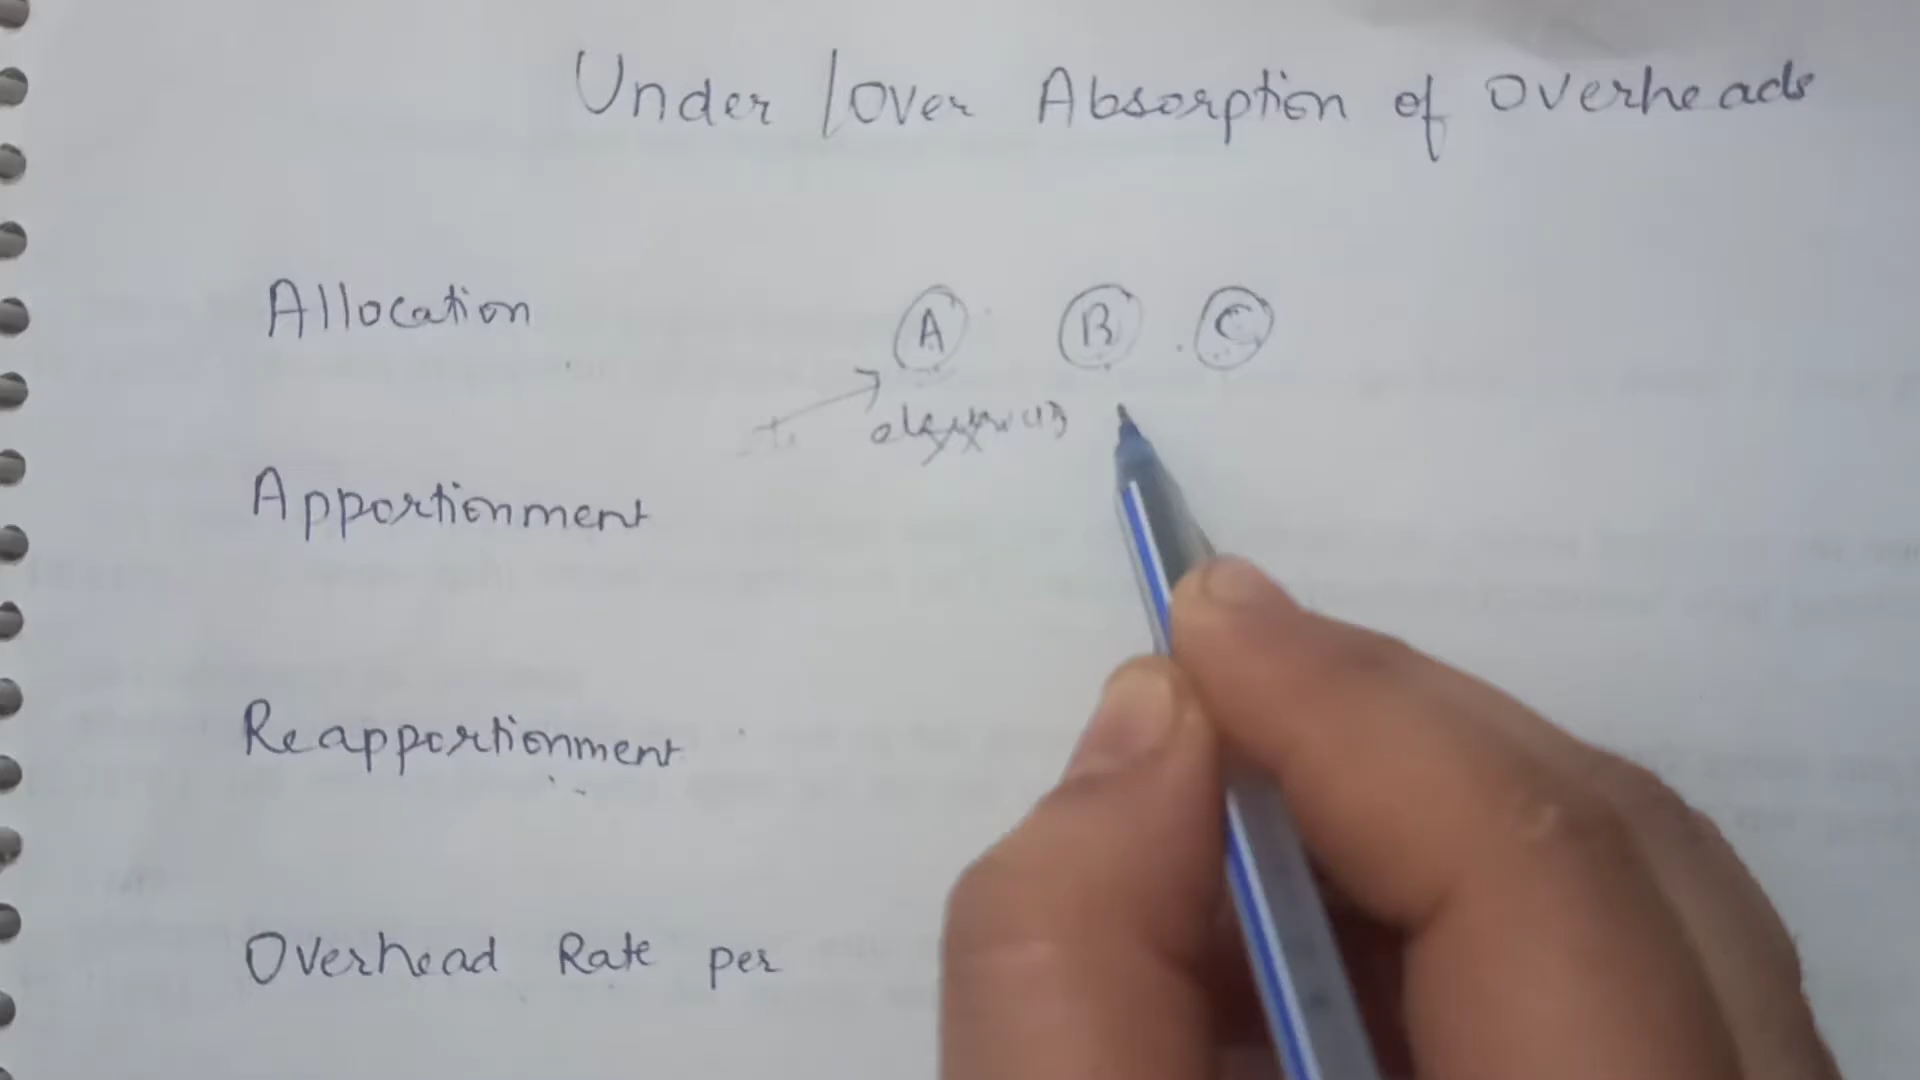 Under / Over Absorption of Overheads
Allocation
A B C
Apportionment
Reapportionment
Overhead Rate per